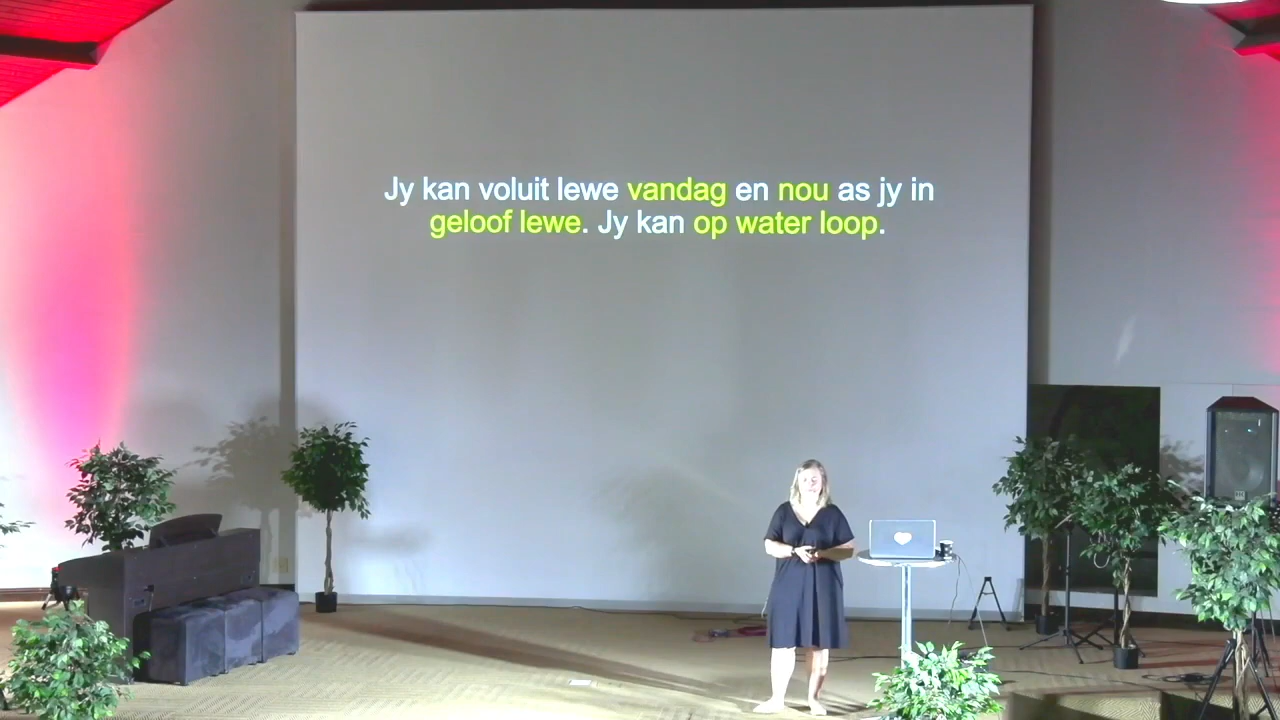 Jy kan voluit lewe vandag en nou as jy in
geloof lewe. Jy kan op water loop.